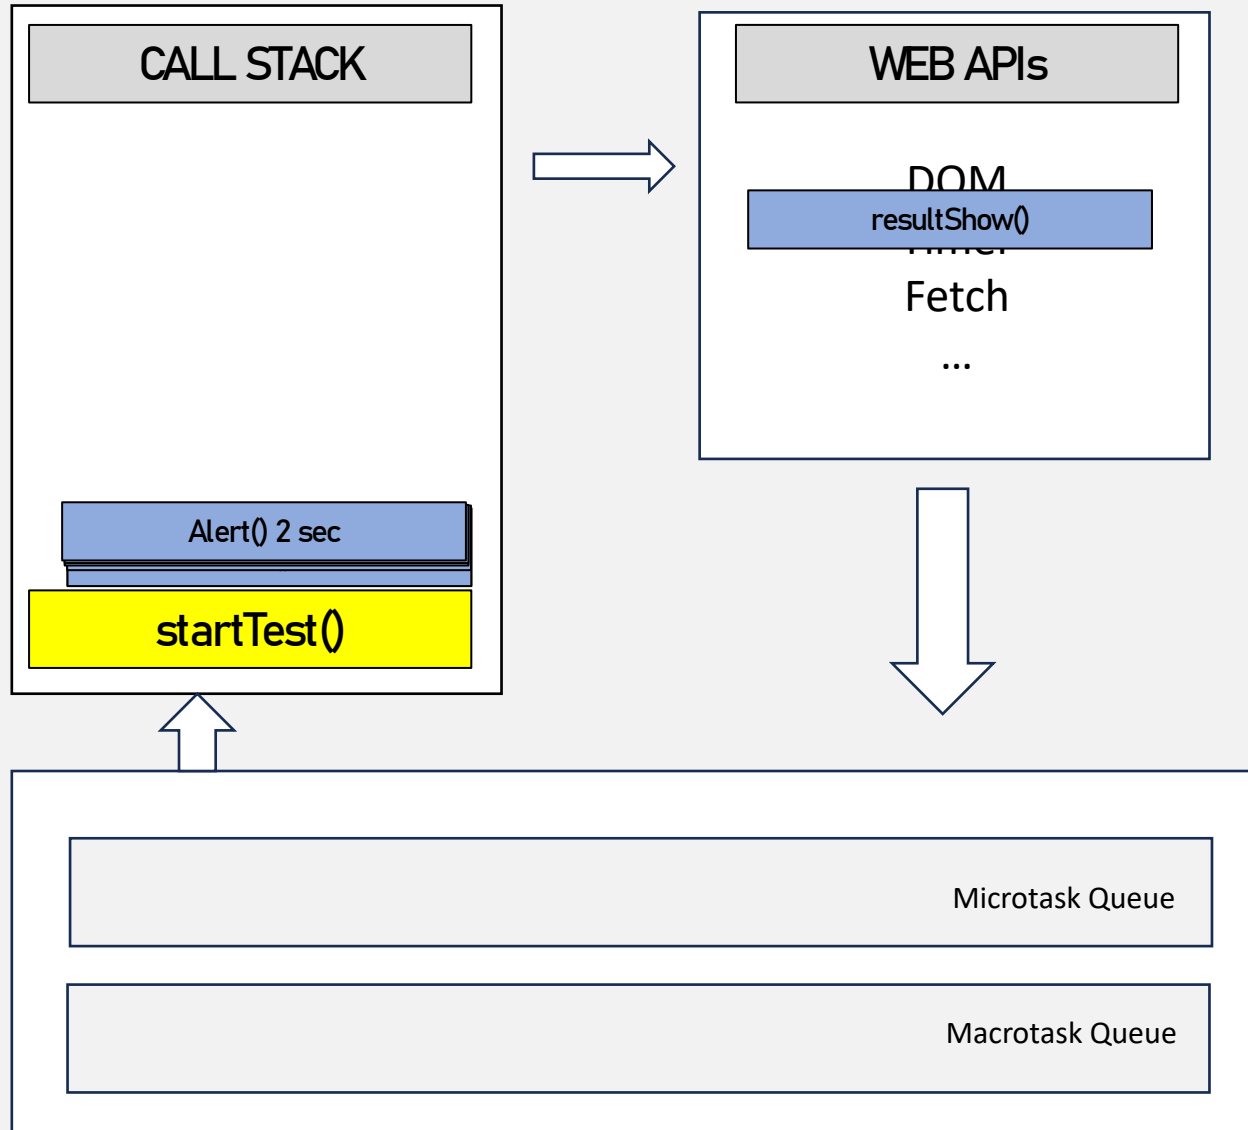 CALL STACK
WEB APIs
DOM
resultShow()
Fetch
...
Alert() 2 sec
startTest()
Microtask Queue
Macrotask Queue